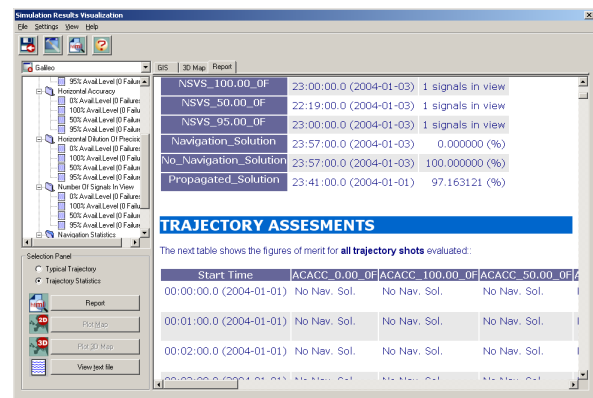 Simulation Results Visualization
File Settings View Help
Galileo
95% Avail.Level (0 Failur
Horizontal Accuracy
0% Avail.Level (0 Failure:
100% Avail.Level (0 Failur
50% Avail.Level (0 Failur
95% Avail.Level (0 Failur
Horizontal Dilution Of Precisio
0% Avail.Level (0 Failure:
100% Avail.Level (0 Failur
50% Avail.Level (0 Failur
95% Avail.Level (0 Failur
Number Of Signals In View
0% Avail.Level (0 Failure:
100% Avail.Level (0 Failur
50% Avail.Level (0 Failur
95% Avail.Level (0 Failur
Navigation Statistics
Selection Panel
Typical Trajectory
Trajectory Statistics
Report
Plot Map
Plot 3D Map
View text file
GIS 3D Map Report
NSVS_100.00_0F 23:00:00.0 (2004-01-03) 1 signals in view
NSVS_50.00_0F 22:19:00.0 (2004-01-03) 1 signals in view
NSVS_95.00_0F 23:00:00.0 (2004-01-03) 1 signals in view
Navigation_Solution 23:57:00.0 (2004-01-03) 0.000000 (%)
No_Navigation_Solution 23:57:00.0 (2004-01-03) 100.000000 (%)
Propagated_Solution 23:41:00.0 (2004-01-01) 97.163121 (%)
TRAJECTORY ASSESMENTS
The next table shows the figures of merit for all trajectory shots evaluated::
Start Time ACACC_0.00_0F ACACC_100.00_0F ACACC_50.00_0F
00:00:00.0 (2004-01-01) No Nav. Sol. No Nav. Sol. No Nav. Sol.
00:01:00.0 (2004-01-01) No Nav. Sol. No Nav. Sol. No Nav. Sol.
00:02:00.0 (2004-01-01) No Nav. Sol. No Nav. Sol. No Nav. Sol.